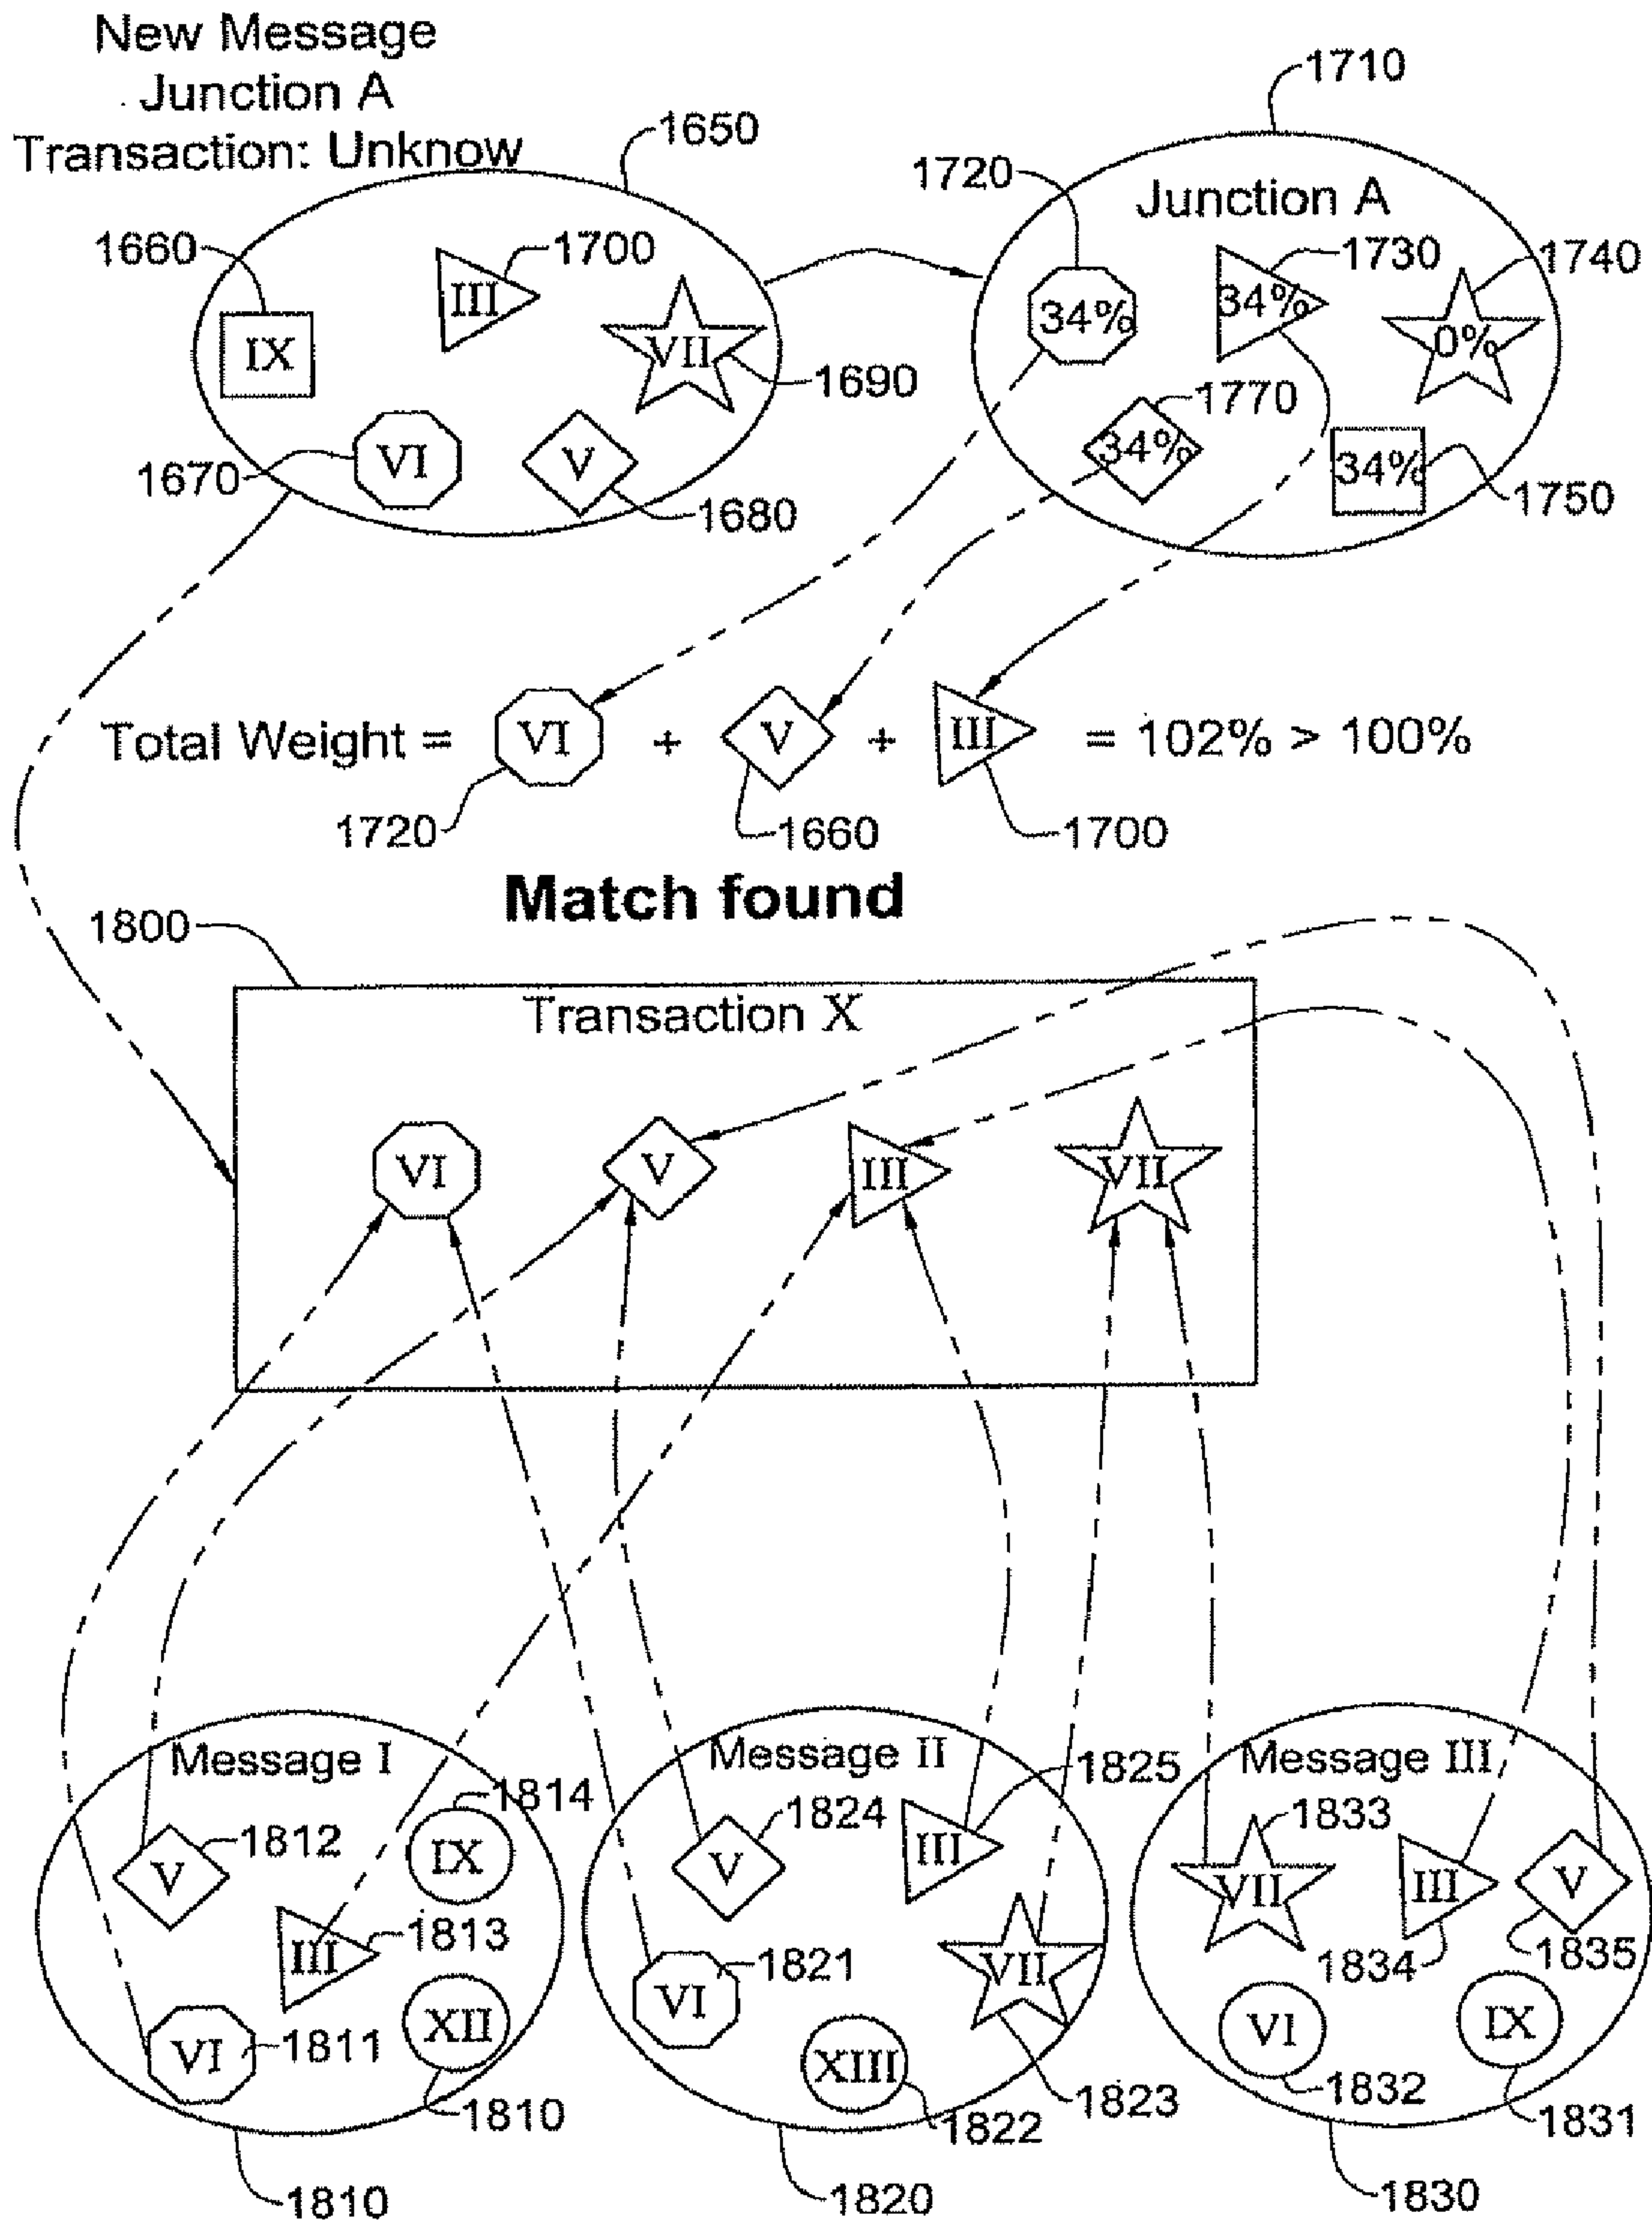 New Message
Junction A
Transaction: Unknow
1650
1710
1720
Junction A
1660
1700
1730
1740
IX
III
VII
34%
34%
0%
1690
1770
VI
V
34%
34%
1670
1680
1750
Total Weight = VI + V + III = 102% > 100%
1720
1660
1700
Match found
1800
Transaction X
VI
V
III
VII
Message I
Message II
Message III
1814
1825
1812
IX
1824
III
1833
V
V
VII
III
V
1813
III
1821
VII
1834
1835
VI
XII
VI
VI
IX
1811
XIII
1832
1810
1822
1823
1831
1810
1820
1830